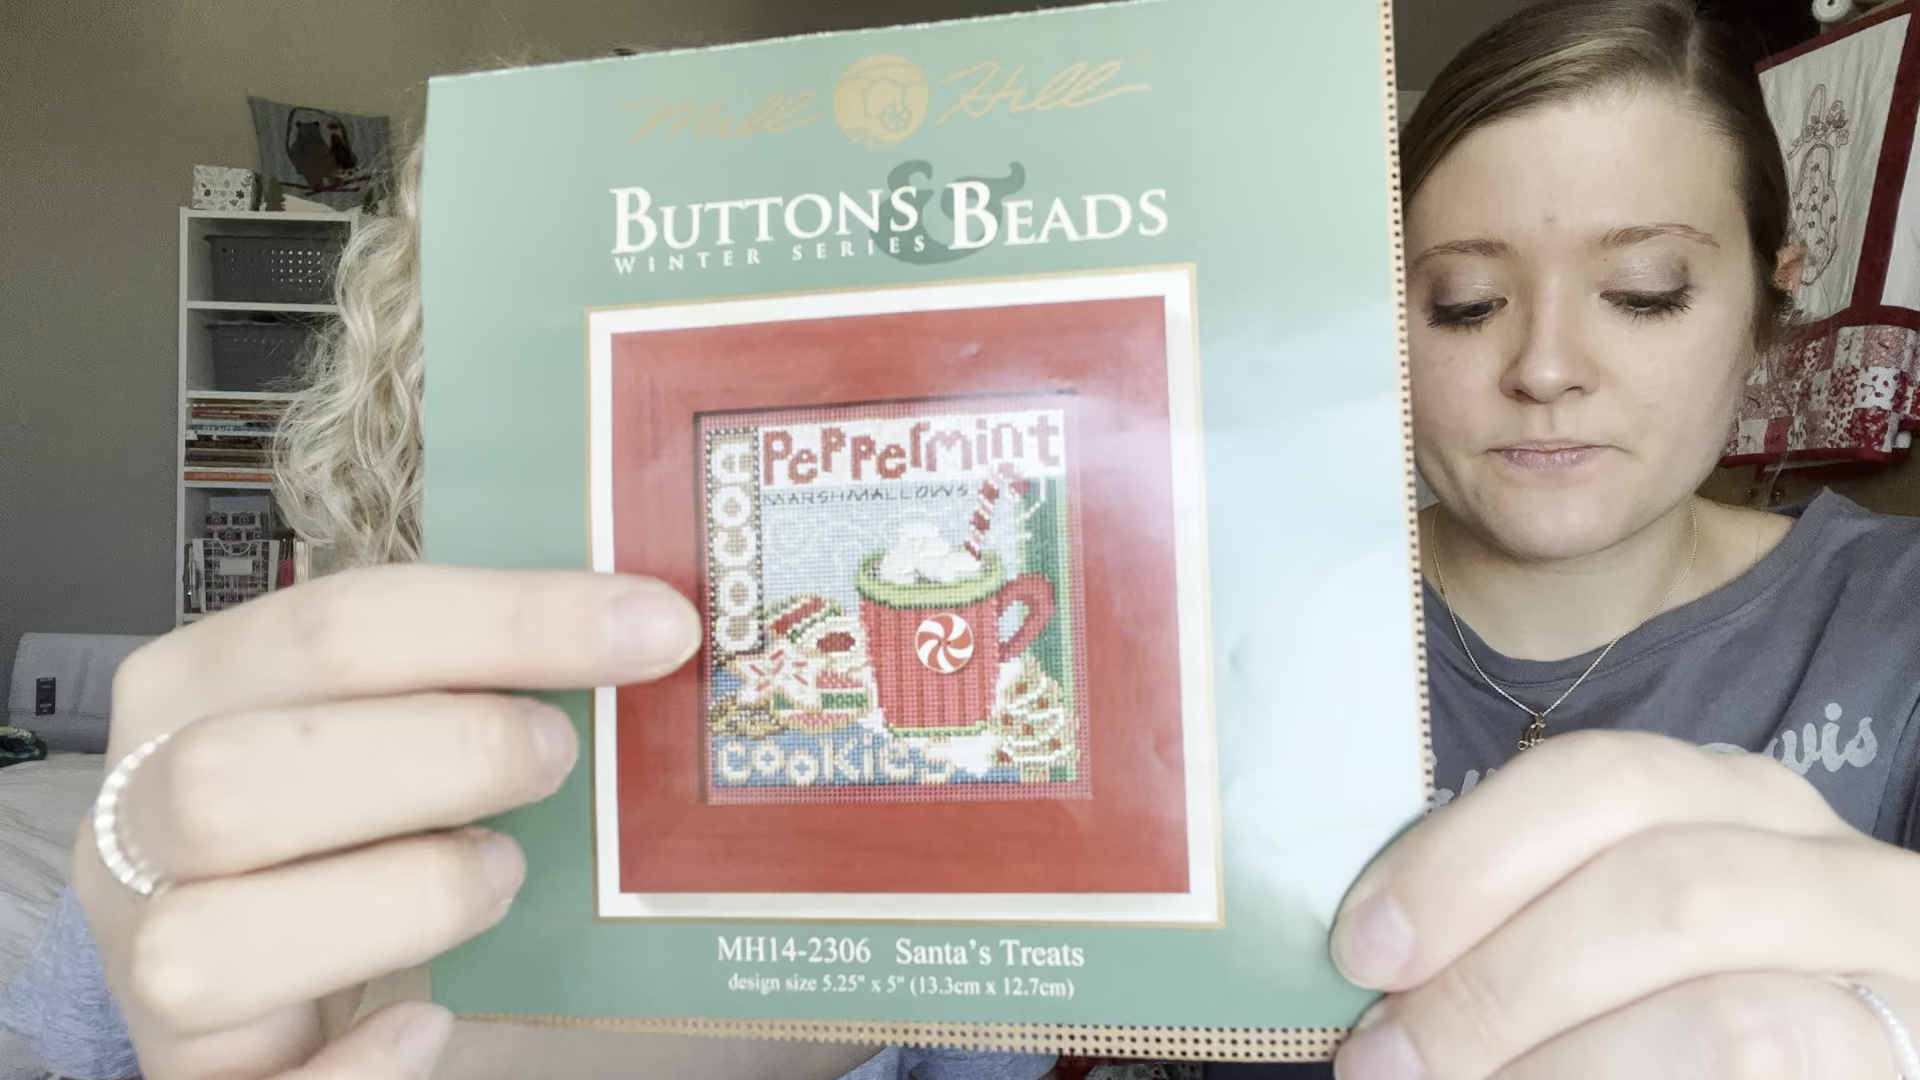 Mill Hill
BUTTONS & BEADS
WINTER SERIES
PePPerminT
MARSHMALLOWS
COCOA
COOKIES
MH14-2306 Santa's Treats
design size 5.25" x 5" (13.3cm x 12.7cm)